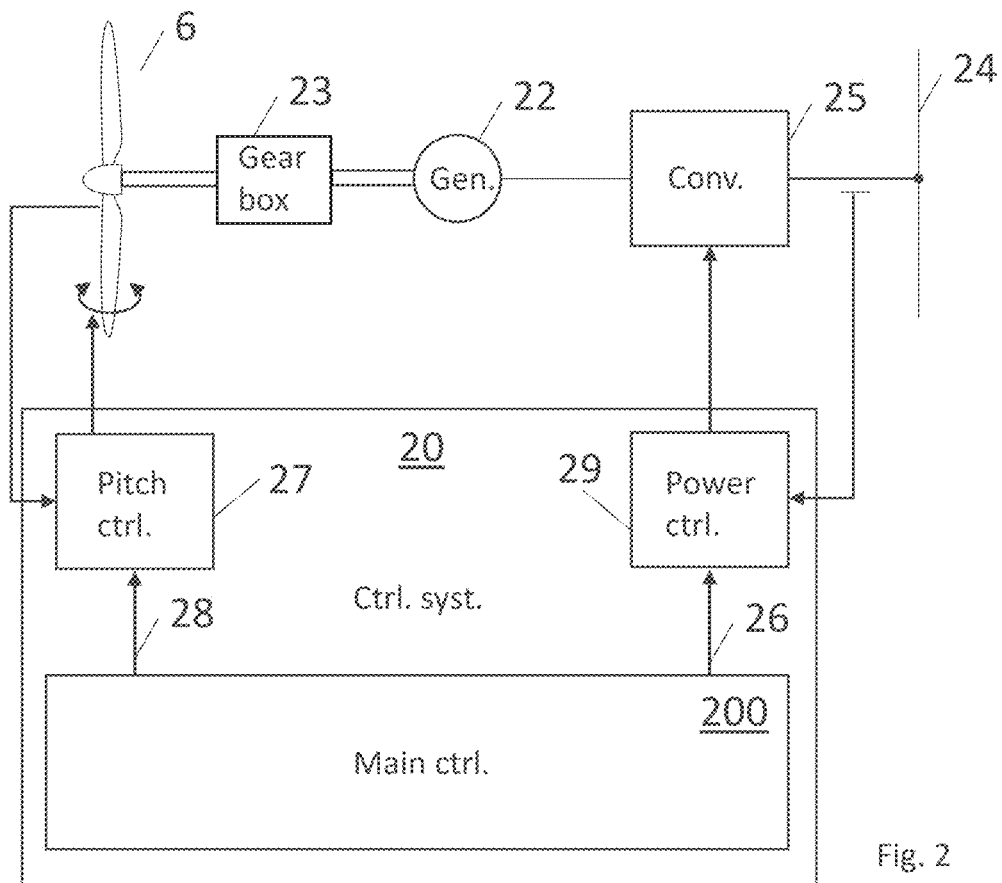 6
23
22
25
24
Gear
box
Gen.
Conv.
20
Pitch
ctrl.
27
29
Power
ctrl.
Ctrl. syst.
28
26
200
Main ctrl.
Fig. 2